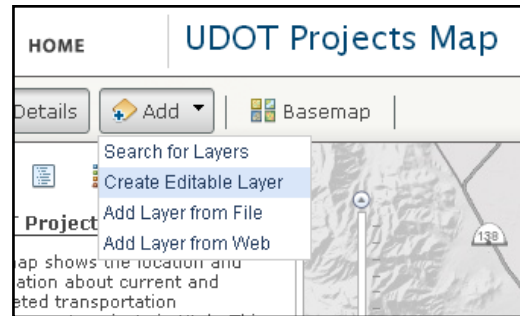 HOME
UDOT Projects Map
Details
Add
Basemap
Search for Layers
Create Editable Layer
Add Layer from File
Add Layer from Web
T Project
ap shows the location and
ation about current and
eted transportation
138